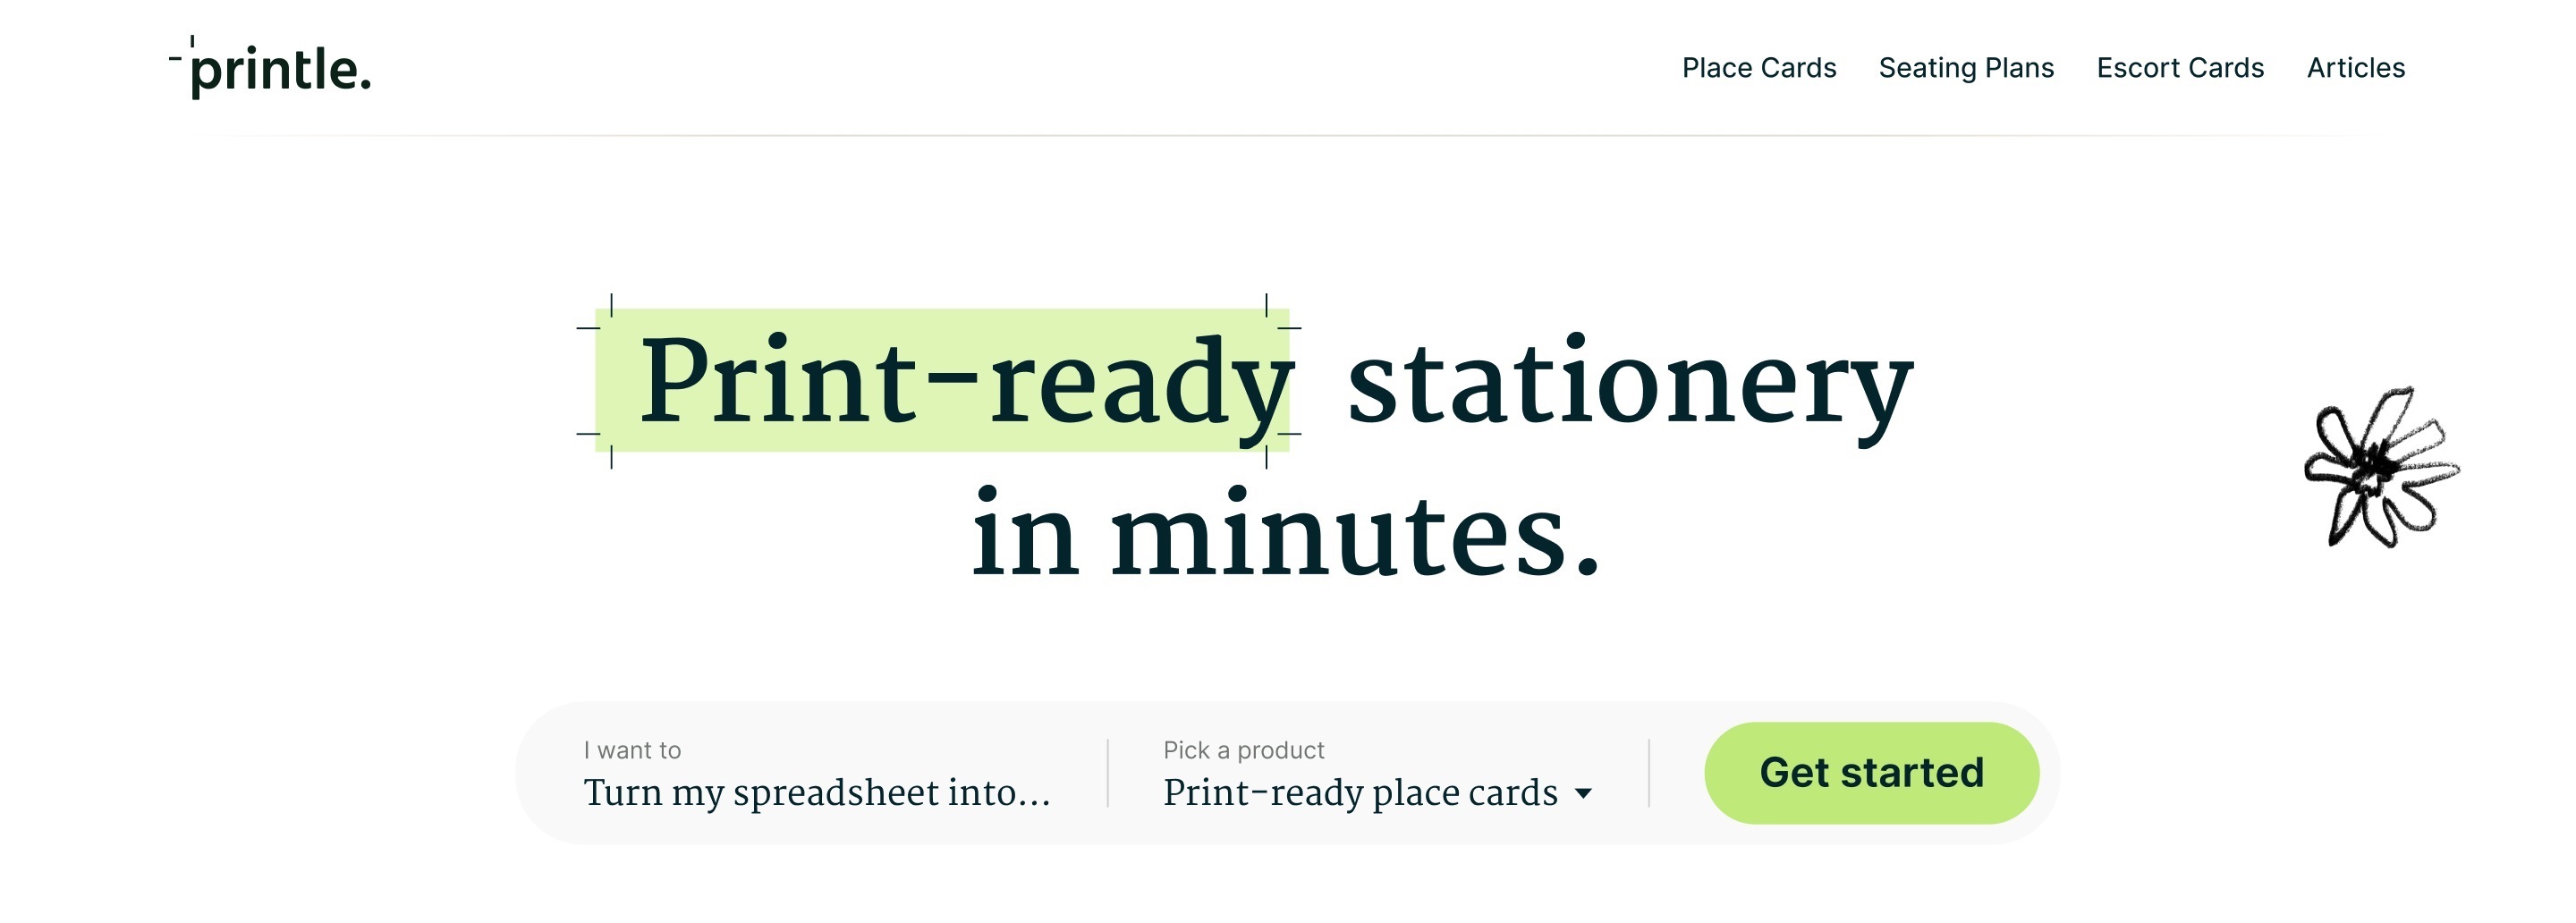 printle.
Place Cards Seating Plans Escort Cards Articles
Print-ready stationery
in minutes.
I want to
Turn my spreadsheet into...
Pick a product
Print-ready place cards
Get started